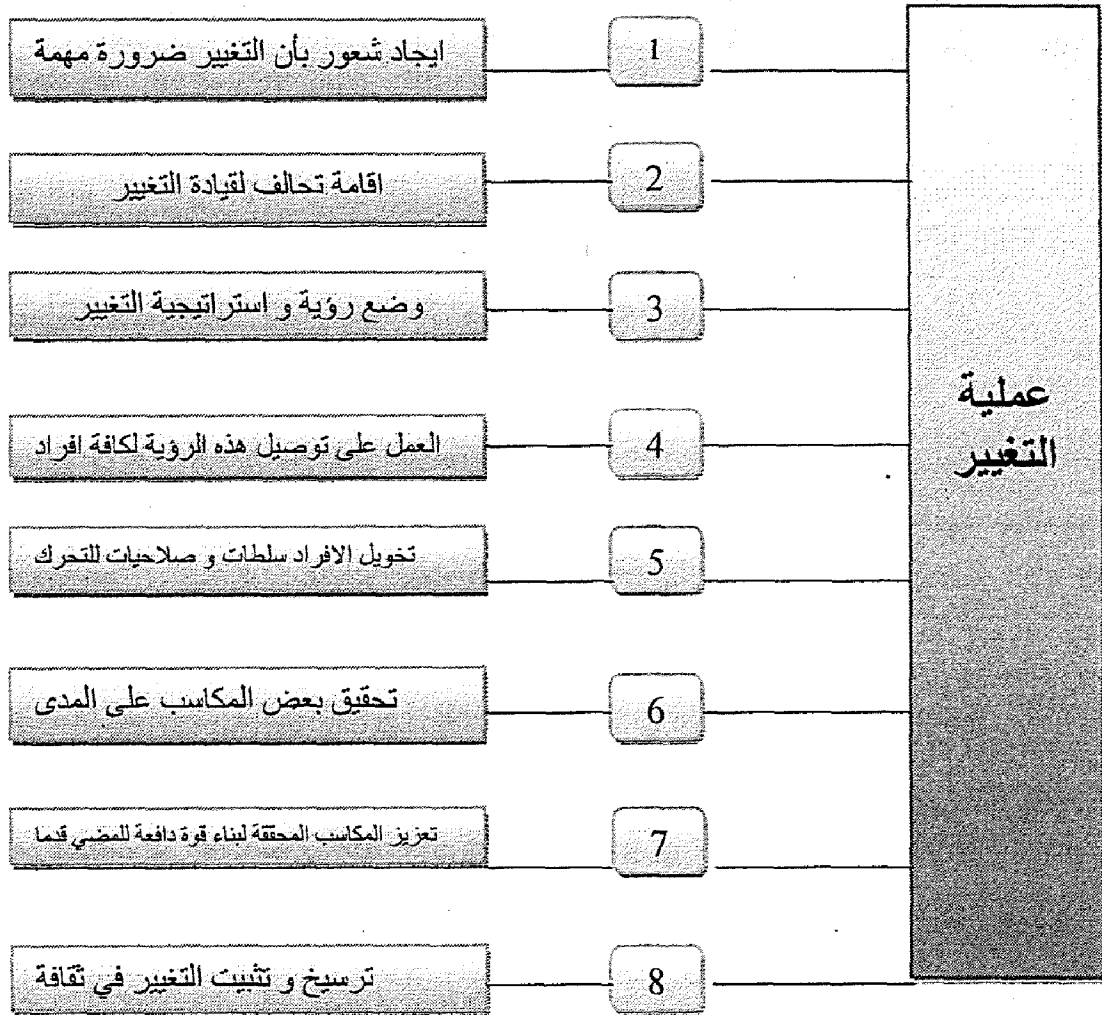 عملية
التغيير
1
ايجاد شعور بأن التغيير ضرورة مهمة
2
اقامة تحالف لقيادة التغيير
3
وضع رؤية و استراتيجية التغيير
4
العمل على توصيل هذه الرؤية لكافة افراد
5
تخويل الافراد سلطات و صلاحيات للتحرك
6
تحقيق بعض المكاسب على المدى
7
تعزيز المكاسب المحققة لبناء قوة دافعة للمضي قدما
8
ترسيخ و تثبيت التغيير في ثقافة